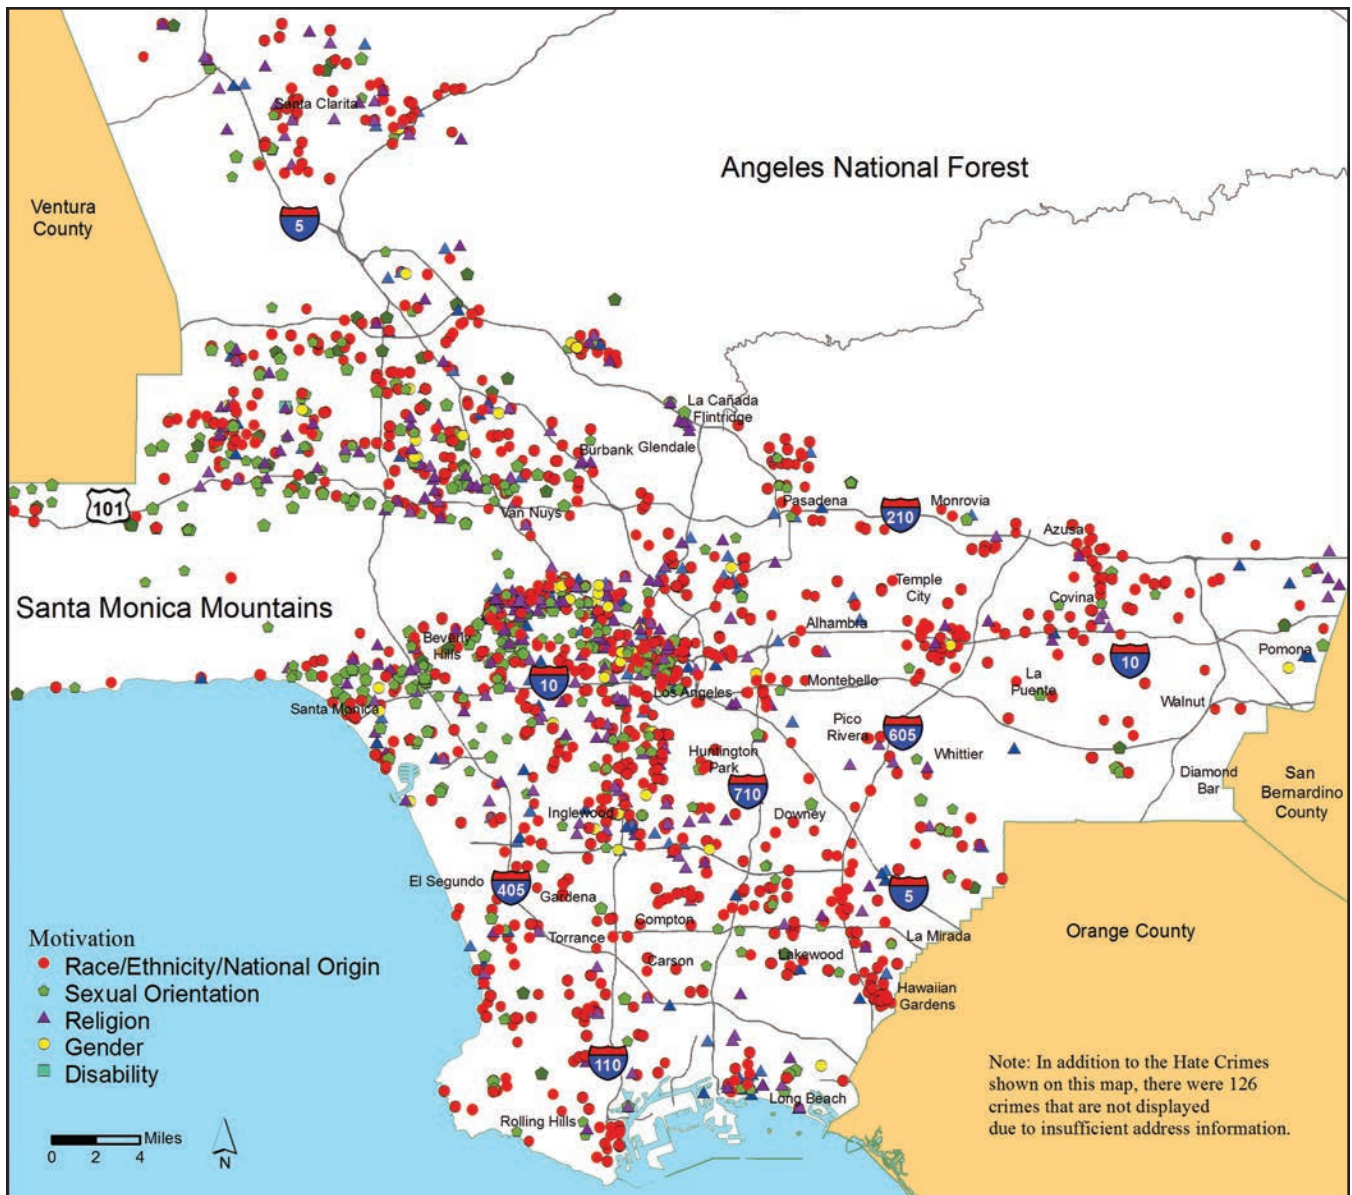 Santa Clarita
Angeles National Forest
Ventura
County
5
La Cañada
Flintridge
Burbank
Glendale
101
Van Nuys
Pasadena
Monrovia
210
Azusa
Santa Monica Mountains
Temple
City
Covina
Alhambra
Beverly
Hills
10
Los Angeles
Montebello
La
Puente
10
Pomona
Walnut
Santa Monica
Pico
Rivera
605
Whittier
Huntington
Park
710
Diamond
Bar
San
Bernardino
County
Inglewood
Downey
El Segundo
405
Gardena
5
Compton
Torrance
La Mirada
Orange County
Carson
Lakewood
Hawaiian
Gardens
110
Long Beach
Rolling Hills
Motivation
Race/Ethnicity/National Origin
Sexual Orientation
Religion
Gender
Disability
Miles
0 2 4
N
Note: In addition to the Hate Crimes
shown on this map, there were 126
crimes that are not displayed
due to insufficient address information.